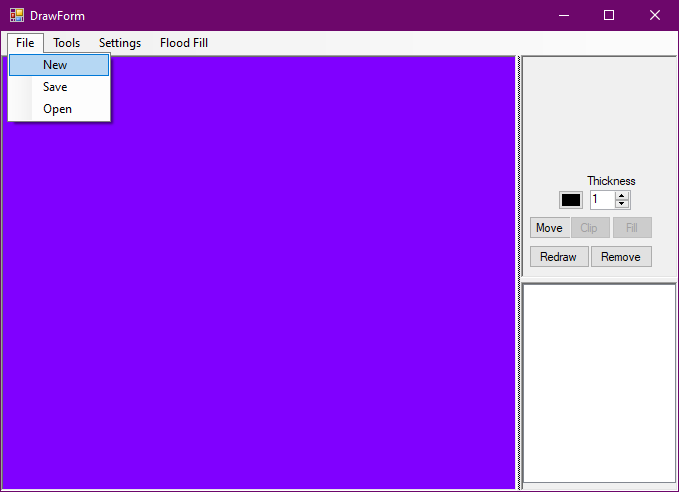 DrawForm
File Tools Settings Flood Fill
New
Save
Open
Thickness
1
Move Clip Fill
Redraw Remove